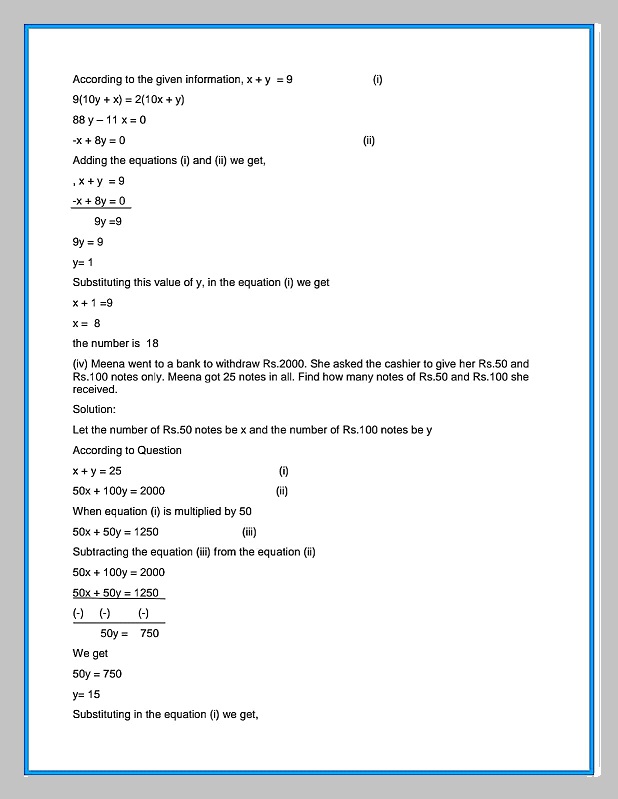 According to the given information, x + y  = 9 (i)
9(10y + x) = 2(10x + y)
88 y – 11 x = 0
-x + 8y = 0 (ii)
Adding the equations (i) and (ii) we get,
, x + y  = 9
-x + 8y = 0
9y =9
9y = 9
y= 1
Substituting this value of y, in the equation (i) we get
x + 1 =9
x =  8
the number is  18
(iv) Meena went to a bank to withdraw Rs.2000. She asked the cashier to give her Rs.50 and
Rs.100 notes only. Meena got 25 notes in all. Find how many notes of Rs.50 and Rs.100 she
received.
Solution:
Let the number of Rs.50 notes be x and the number of Rs.100 notes be y
According to Question
x + y = 25 (i)
50x + 100y = 2000 (ii)
When equation (i) is multiplied by 50
50x + 50y = 1250 (iii)
Subtracting the equation (iii) from the equation (ii)
50x + 100y = 2000
50x + 50y = 1250
(-) (-) (-)
50y = 750
We get
50y = 750
y= 15
Substituting in the equation (i) we get,